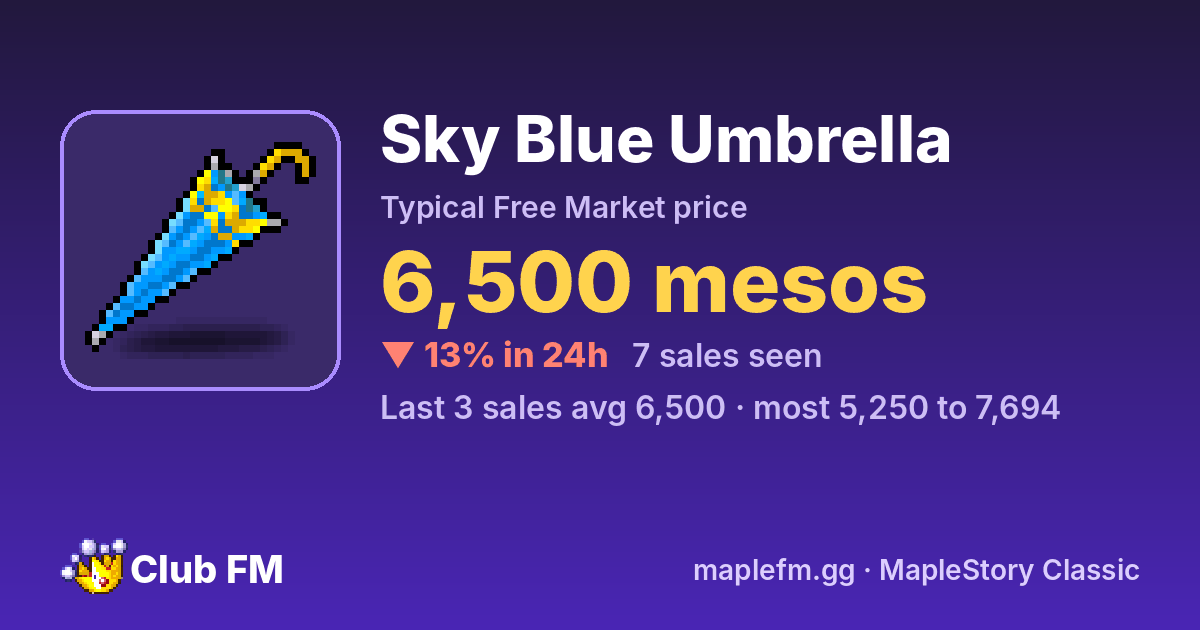 Sky Blue Umbrella
Typical Free Market price
6,500 mesos
▼ 13% in 24h 7 sales seen
Last 3 sales avg 6,500 · most 5,250 to 7,694
Club FM
maplefm.gg · MapleStory Classic